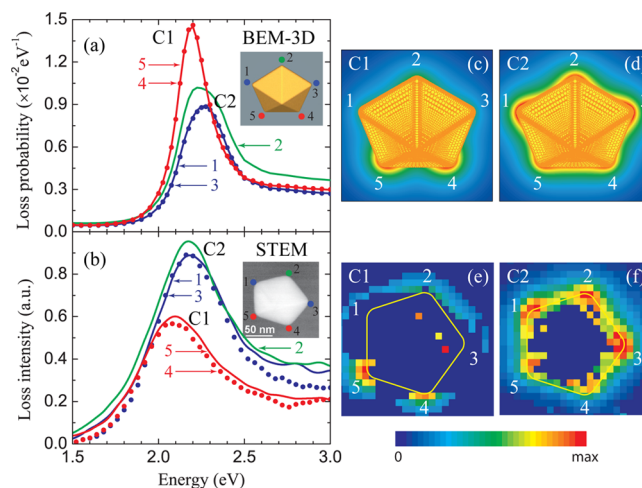 (a)
C1
BEM-3D
5
4
C2
2
1
3
1
2
3
5
4
Loss probability (×10⁻²eV⁻¹)
1.5
1.2
0.9
0.6
0.3
0.0
(b)
C2
STEM
1
3
C1
2
5
4
1
2
3
5
4
50 nm
Loss intensity (a.u.)
0.8
0.6
0.4
0.2
0.0
1.5
2.0
2.5
3.0
Energy (eV)
C1
2
(c)
1
3
5
4
C2
2
(d)
1
3
5
4
C1
2
(e)
1
3
5
4
C2
2
(f)
1
3
5
4
0
max